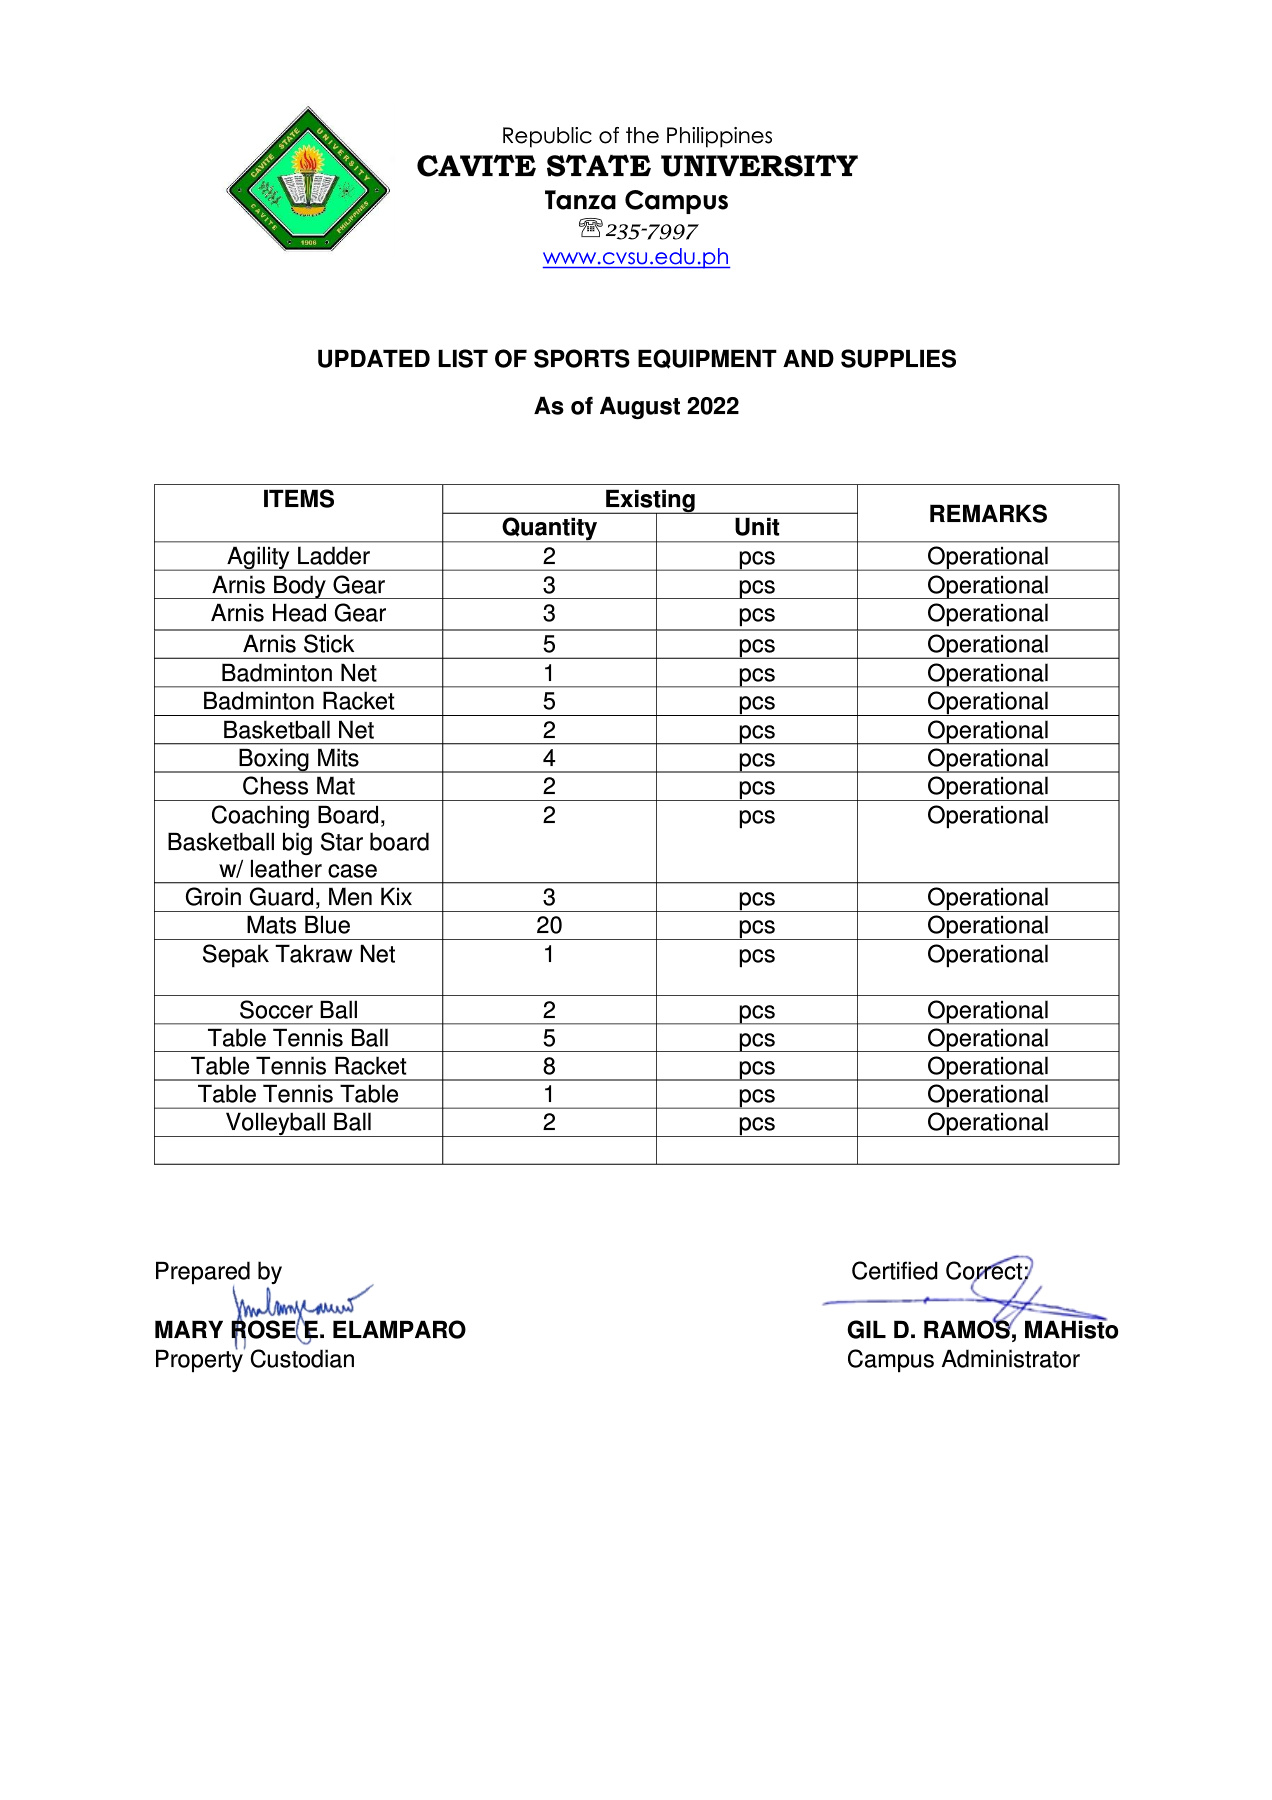 CAVITE STATE UNIVERSITY
CAVITE PHILIPPINES
1906
Republic of the Philippines
CAVITE STATE UNIVERSITY
Tanza Campus
☏235-7997
www.cvsu.edu.ph
UPDATED LIST OF SPORTS EQUIPMENT AND SUPPLIES
As of August 2022
ITEMS Existing REMARKS
Quantity Unit
Agility Ladder 2 pcs Operational
Arnis Body Gear 3 pcs Operational
Arnis Head Gear 3 pcs Operational
Arnis Stick 5 pcs Operational
Badminton Net 1 pcs Operational
Badminton Racket 5 pcs Operational
Basketball Net 2 pcs Operational
Boxing Mits 4 pcs Operational
Chess Mat 2 pcs Operational
Coaching Board, 2 pcs Operational
Basketball big Star board
w/ leather case
Groin Guard, Men Kix 3 pcs Operational
Mats Blue 20 pcs Operational
Sepak Takraw Net 1 pcs Operational
Soccer Ball 2 pcs Operational
Table Tennis Ball 5 pcs Operational
Table Tennis Racket 8 pcs Operational
Table Tennis Table 1 pcs Operational
Volleyball Ball 2 pcs Operational
Prepared by Certified Correct:
MARY ROSE E. ELAMPARO GIL D. RAMOS, MAHisto
Property Custodian Campus Administrator